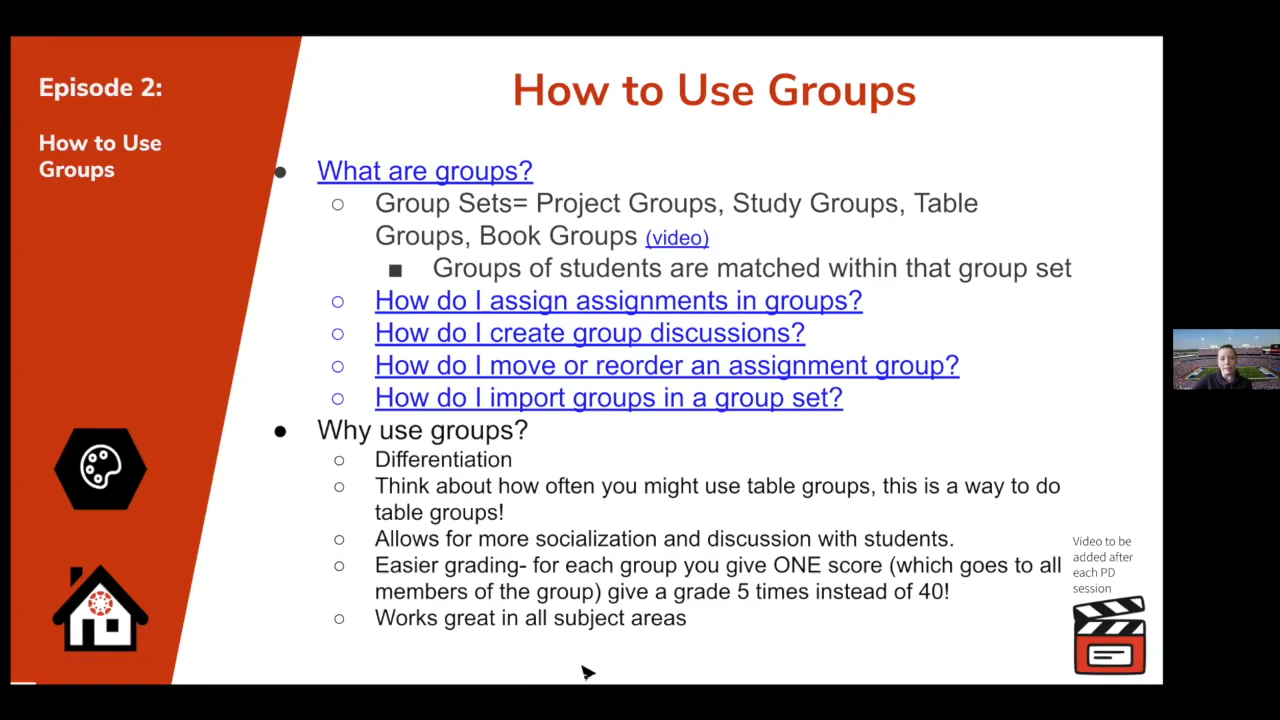 Episode 2:
How to Use
Groups
How to Use Groups
● What are groups?
○ Group Sets= Project Groups, Study Groups, Table
Groups, Book Groups (video)
■ Groups of students are matched within that group set
○ How do I assign assignments in groups?
○ How do I create group discussions?
○ How do I move or reorder an assignment group?
○ How do I import groups in a group set?
● Why use groups?
○ Differentiation
○ Think about how often you might use table groups, this is a way to do
table groups!
○ Allows for more socialization and discussion with students.
○ Easier grading- for each group you give ONE score (which goes to all
members of the group) give a grade 5 times instead of 40!
○ Works great in all subject areas
Video to be
added after
each PD
session